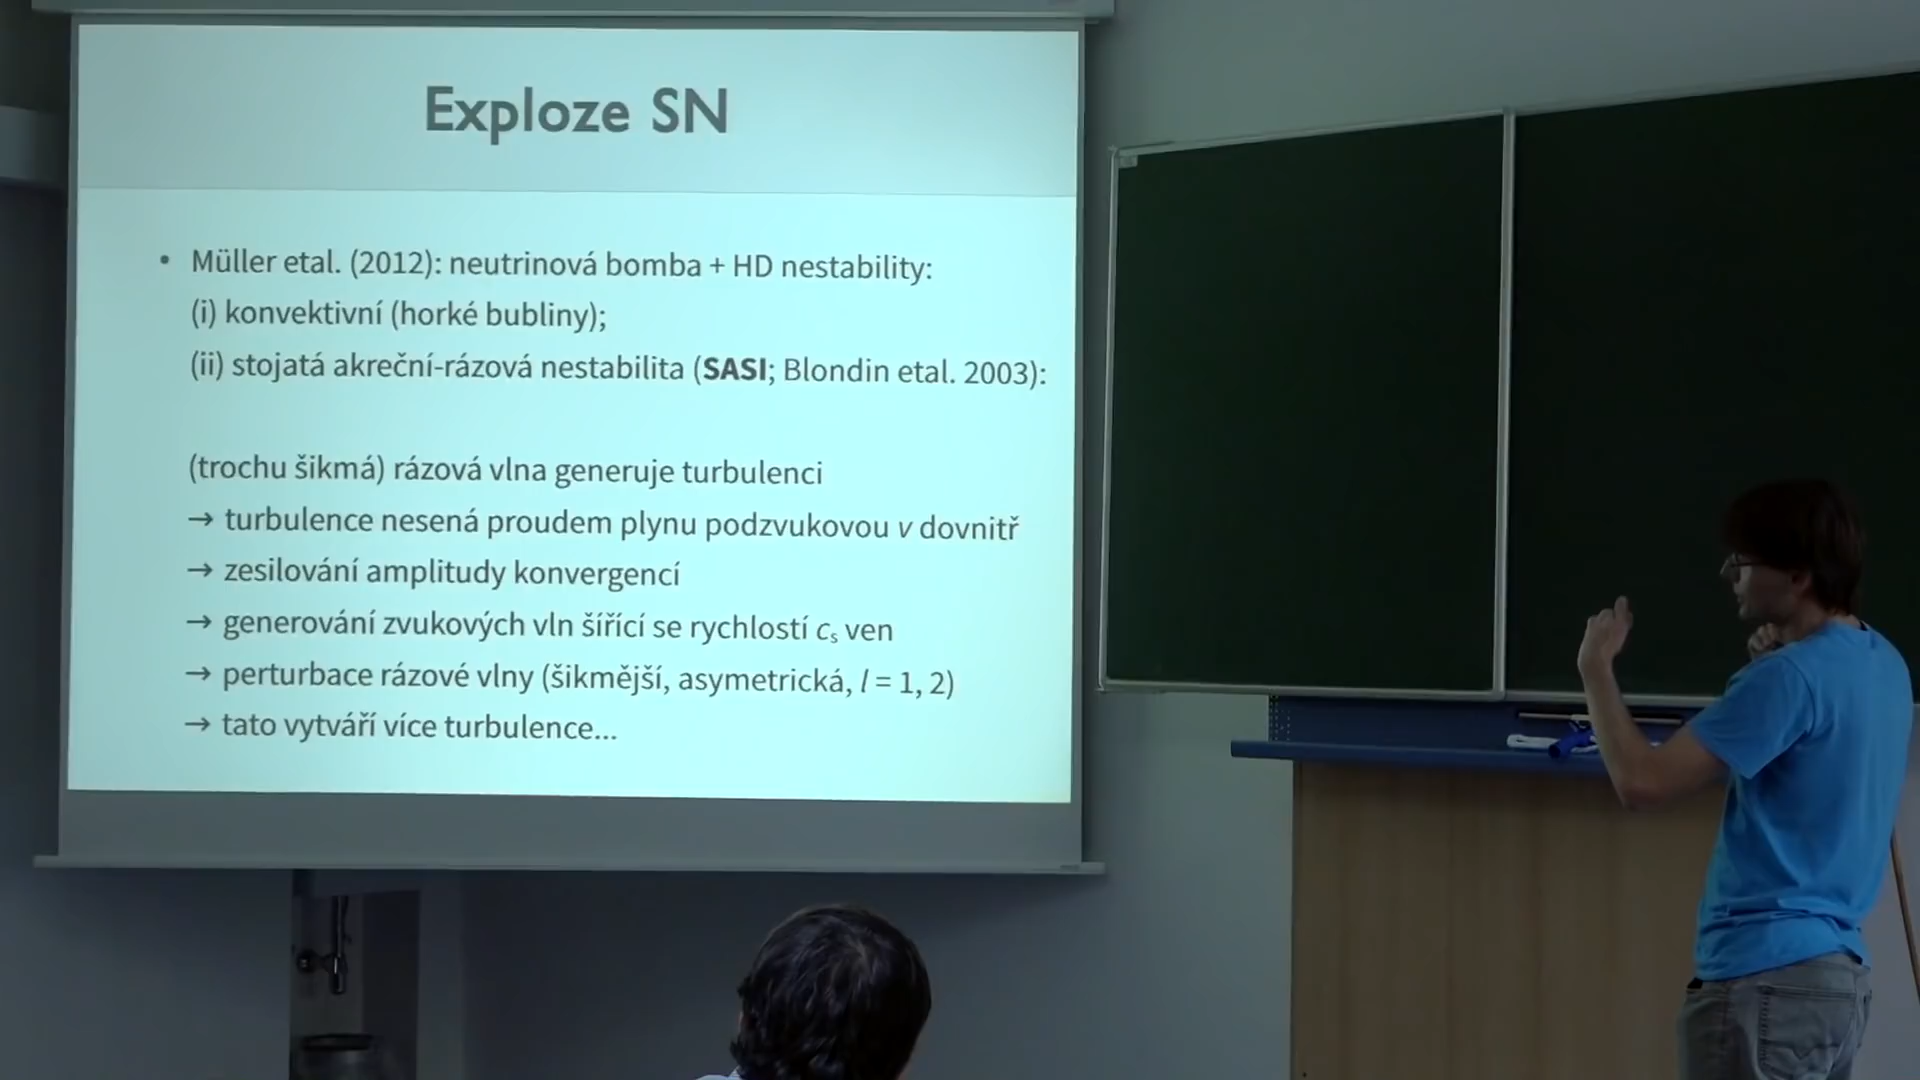 Exploze SN
• Müller etal. (2012): neutrinová bomba + HD nestability:
(i) konvektivní (horké bubliny);
(ii) stojatá akreční-rázová nestabilita (SASI; Blondin etal. 2003):
(trochu šikmá) rázová vlna generuje turbulenci
→ turbulence nesená proudem plynu podzvukovou v dovnitř
→ zesilování amplitudy konvergencí
→ generování zvukových vln šířící se rychlostí cₛ ven
→ perturbace rázové vlny (šikmější, asymetrická, l = 1, 2)
→ tato vytváří více turbulence...